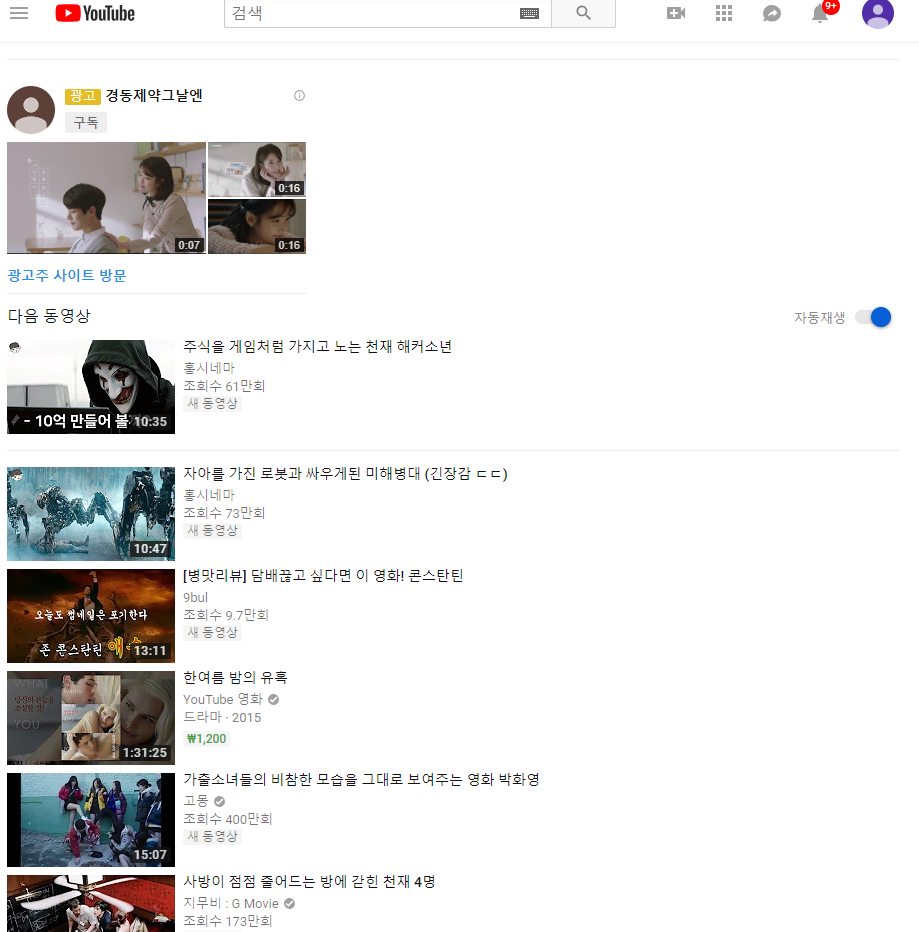 YouTube
검색
9+
광고 경동제약그날엔
구독
0:07
0:16
0:16
광고주 사이트 방문
다음 동영상
자동재생
- 10억 만들어 볼
10:35
주식을 게임처럼 가지고 노는 천재 해커소년
홍시네마
조회수 61만회
새 동영상
10:47
자아를 가진 로봇과 싸우게된 미해병대 (긴장감 ㄷㄷ)
홍시네마
조회수 73만회
새 동영상
오늘도 썸네일은 포기한다
존 콘스탄틴
13:11
[병맛리뷰] 담배끊고 싶다면 이 영화! 콘스탄틴
9bul
조회수 9.7만회
새 동영상
WHAT
당신의 본능을
조심할 것!
YOU
1:31:25
한여름 밤의 유혹
YouTube 영화
드라마 · 2015
₩1,200
15:07
가출소녀들의 비참한 모습을 그대로 보여주는 영화 박화영
고몽
조회수 400만회
새 동영상
사방이 점점 줄어드는 방에 갇힌 천재 4명
지무비 : G Movie
조회수 173만회